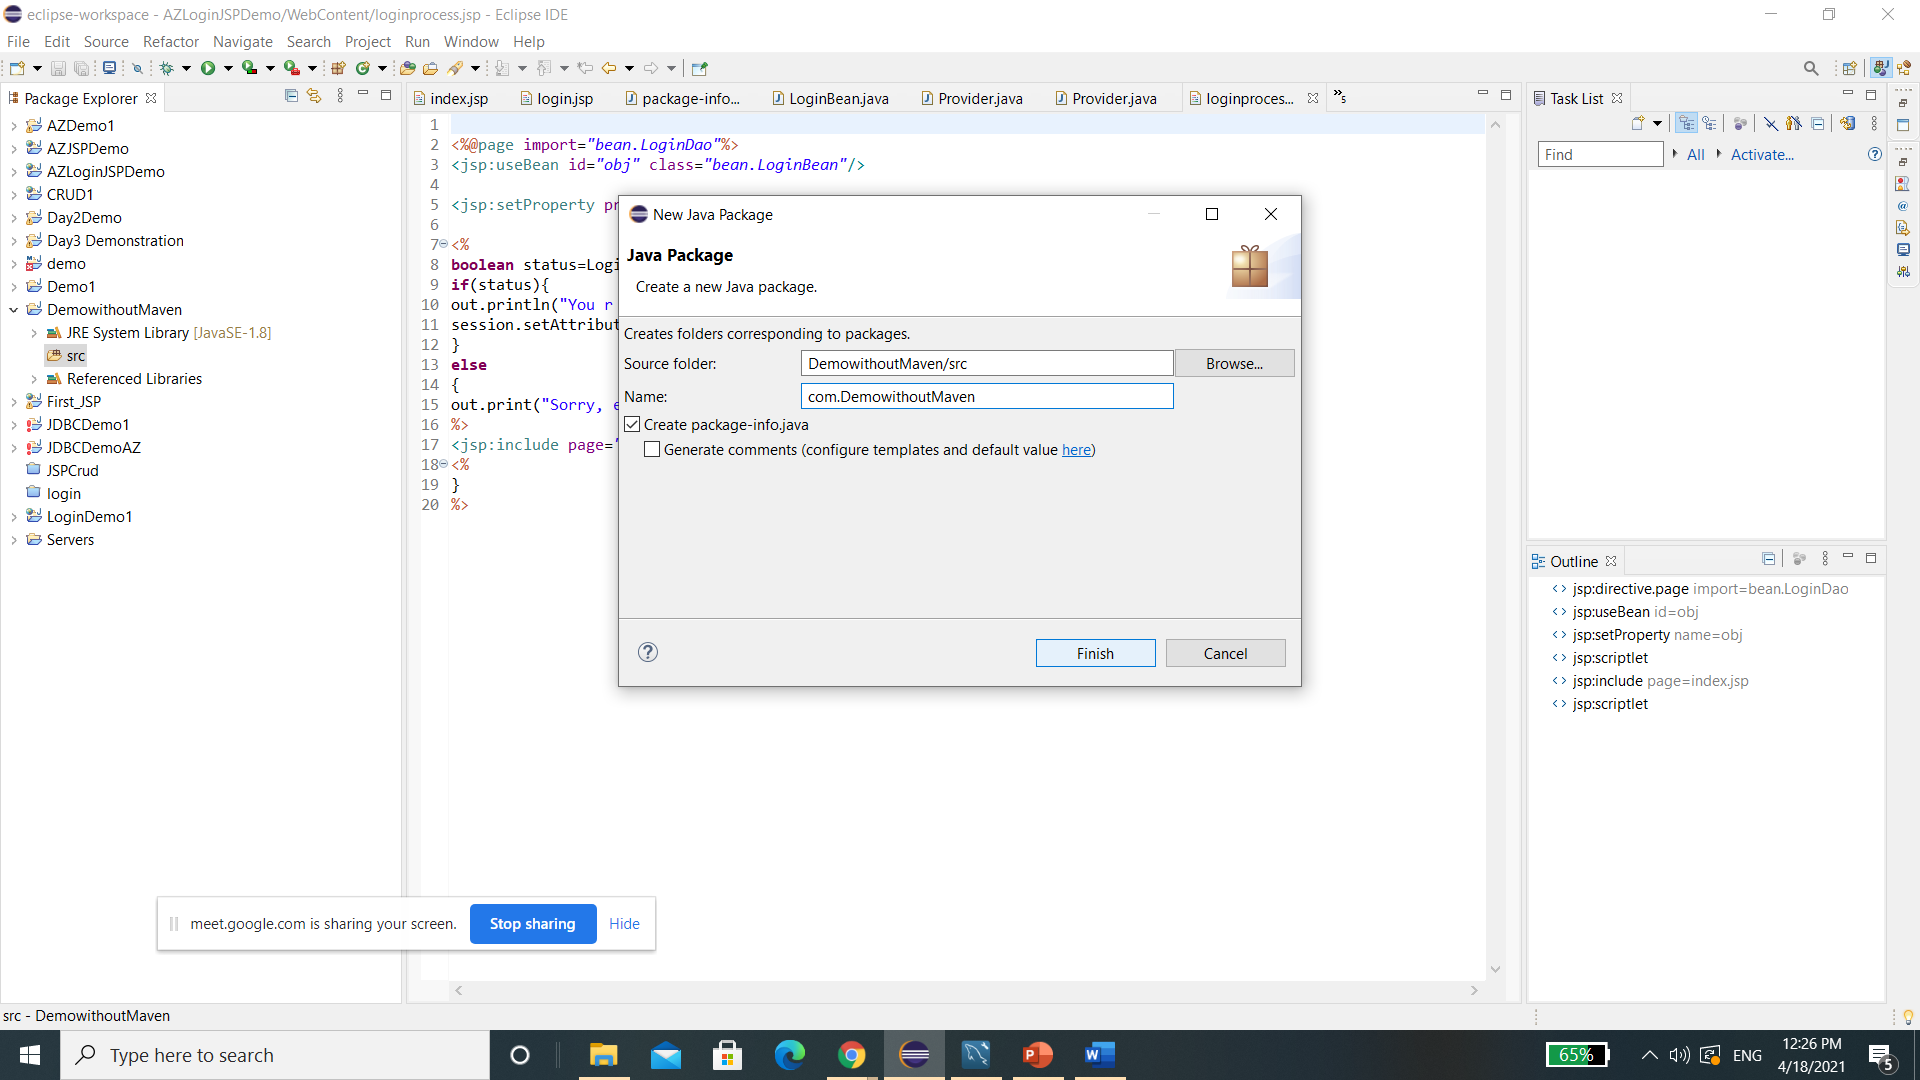 eclipse-workspace - AZLoginJSPDemo/WebContent/loginprocess.jsp - Eclipse IDE
File Edit Source Refactor Navigate Search Project Run Window Help
Package Explorer
AZDemo1
AZJSPDemo
AZLoginJSPDemo
CRUD1
Day2Demo
Day3 Demonstration
demo
Demo1
DemowithoutMaven
JRE System Library [JavaSE-1.8]
src
Referenced Libraries
First_JSP
JDBCDemo1
JDBCDemoAZ
JSPCrud
login
LoginDemo1
Servers
index.jsp login.jsp package-info... LoginBean.java Provider.java Provider.java loginproces... 5
1
2 <%@page import="bean.LoginDao"%>
3 <jsp:useBean id="obj" class="bean.LoginBean"/>
4
5 <jsp:setProperty pr
6
7 <%
8 boolean status=Logi
9 if(status){
10 out.println("You r
11 session.setAttribut
12 }
13 else
14 {
15 out.print("Sorry, e
16 %>
17 <jsp:include page="
18 <%
19 }
20 %>
New Java Package
Java Package
Create a new Java package.
Creates folders corresponding to packages.
Source folder: DemowithoutMaven/src Browse...
Name: com.DemowithoutMaven
Create package-info.java
Generate comments (configure templates and default value here)
Finish Cancel
Task List
Find All Activate...
Outline
jsp:directive.page import=bean.LoginDao
jsp:useBean id=obj
jsp:setProperty name=obj
jsp:scriptlet
jsp:include page=index.jsp
jsp:scriptlet
meet.google.com is sharing your screen. Stop sharing Hide
src - DemowithoutMaven
Type here to search
65%
ENG
12:26 PM
4/18/2021
5